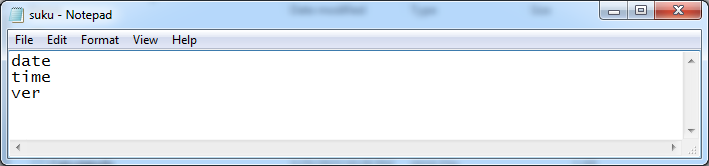 suku - Notepad
File Edit Format View Help
date
time
ver